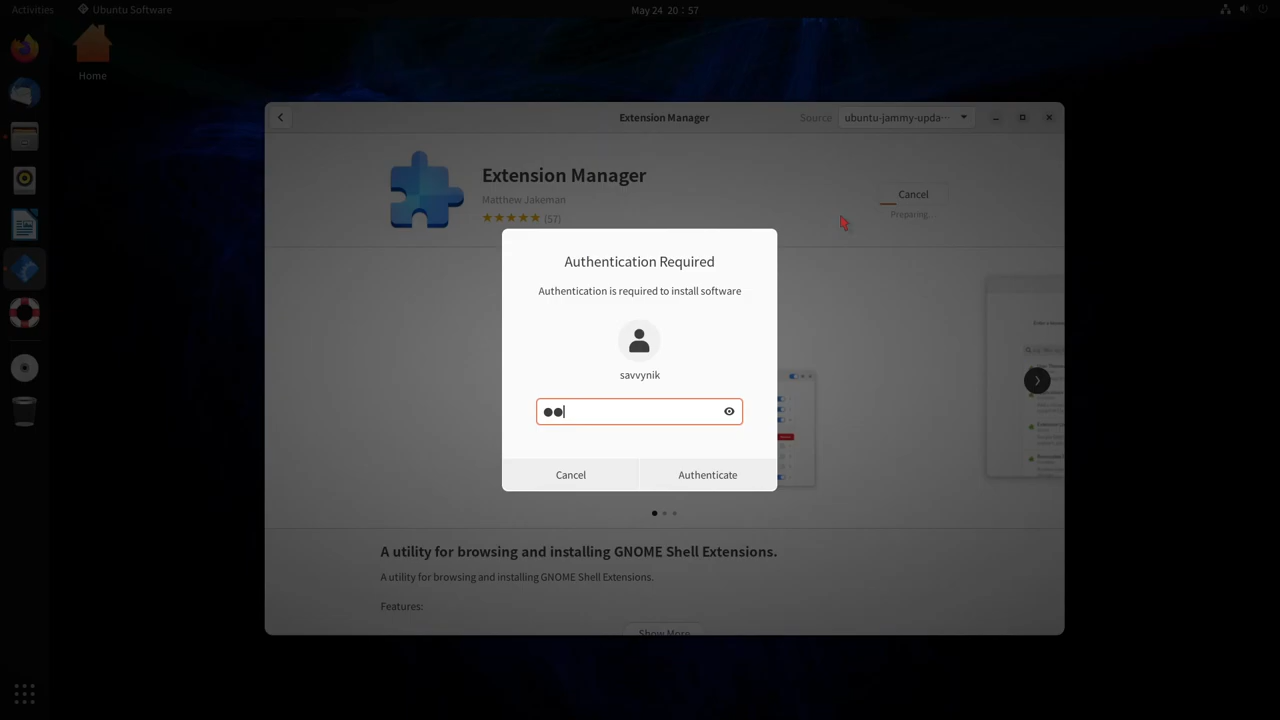 Activities
Ubuntu Software
May 24 20:57
Home
Extension Manager
Source
ubuntu-jammy-upda···
Extension Manager
Matthew Jakeman
(57)
Cancel
Preparing…
Authentication Required
Authentication is required to install software
savvynik
Cancel
Authenticate
A utility for browsing and installing GNOME Shell Extensions.
A utility for browsing and installing GNOME Shell Extensions.
Features:
Show More